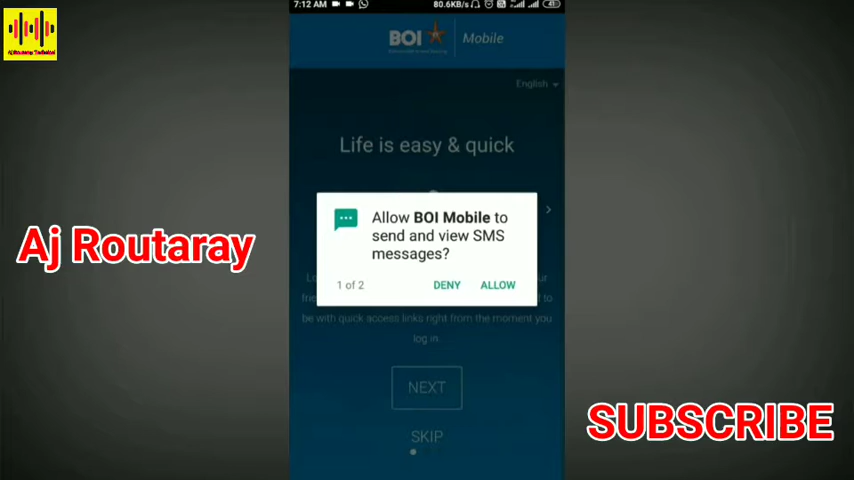 7:12 AM
80.6KB/s
41
BOI
Mobile
English
Life is easy & quick
Allow BOI Mobile to
send and view SMS
messages?
1 of 2
DENY
ALLOW
be with quick access links right from the moment you
log in.
NEXT
SKIP
Aj Routaray
SUBSCRIBE